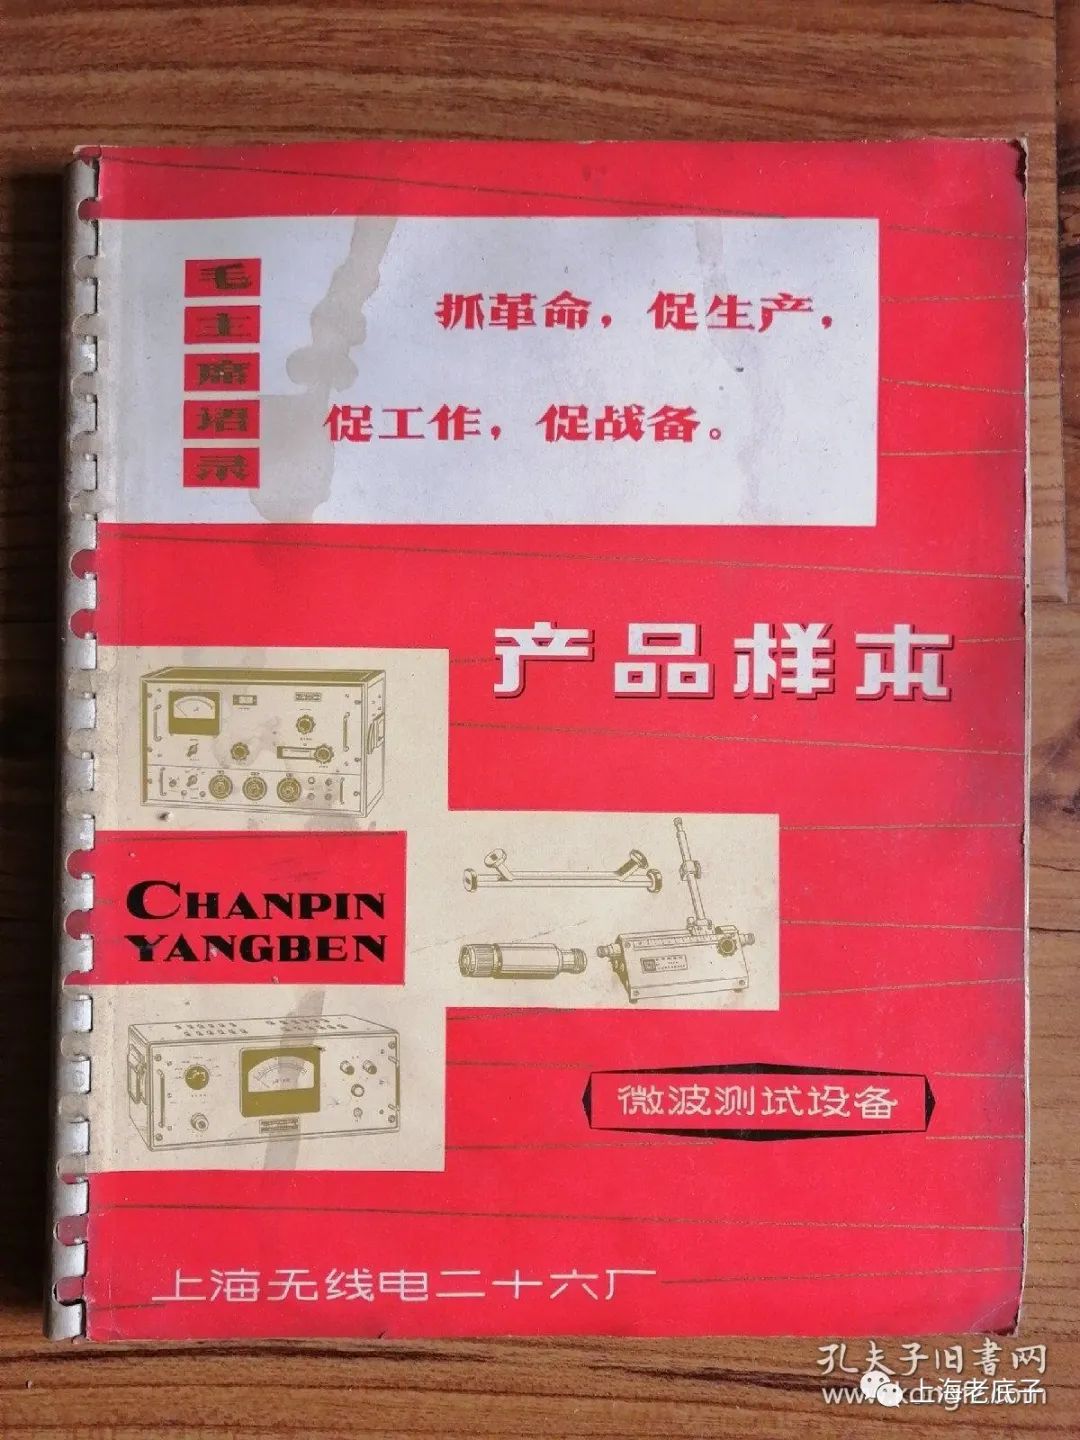 毛主席语录
抓革命，促生产，
促工作，促战备。
产品样本
CHANPIN
YANGBEN
微波测试设备
上海无线电二十六厂
孔夫子旧書网
上海老底子